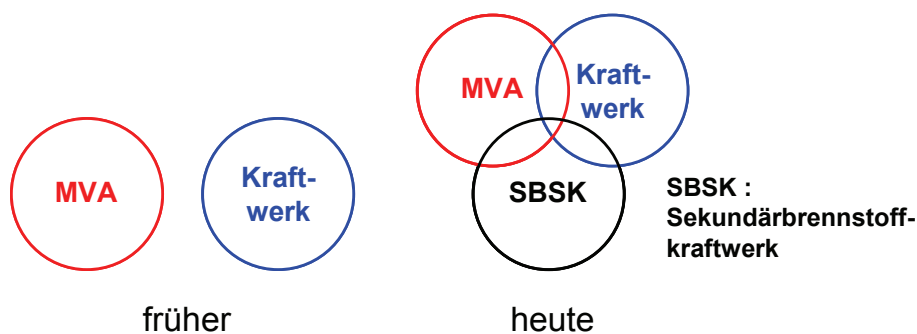 MVA
Kraft-
werk
früher
MVA
Kraft-
werk
SBSK
SBSK :
Sekundärbrennstoff-
kraftwerk
heute